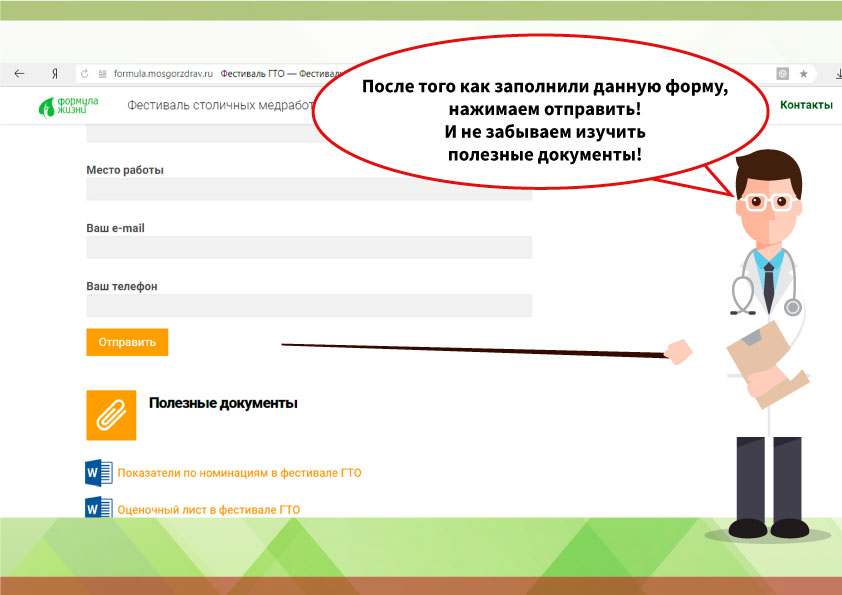 Я
formula.mosgorzdrav.ru Фестиваль ГТО — Фестиваль
формула
жизни
Фестиваль столичных медработ
Контакты
После того как заполнили данную форму,
нажимаем отправить!
И не забываем изучить
полезные документы!
Место работы
Ваш e-mail
Ваш телефон
Отправить
Полезные документы
W Показатели по номинациям в фестивале ГТО
W Оценочный лист в фестивале ГТО